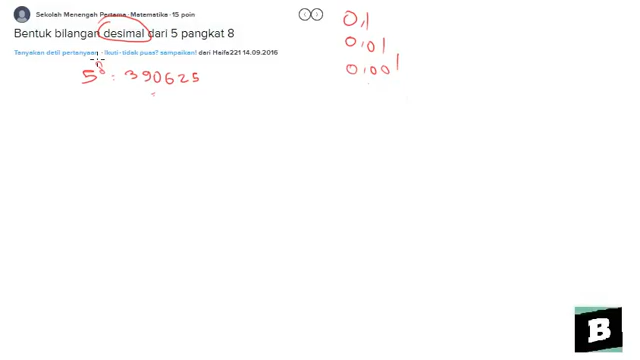 Sekolah Menengah Pertama · Matematika · 15 poin
Bentuk bilangan desimal dari 5 pangkat 8
Tanyakan detil pertanyaan · Ikuti · tidak puas? sampaikan! dari Haifa221 14.09.2016
5⁸ : 390625
0,1
0,01
0,001
B